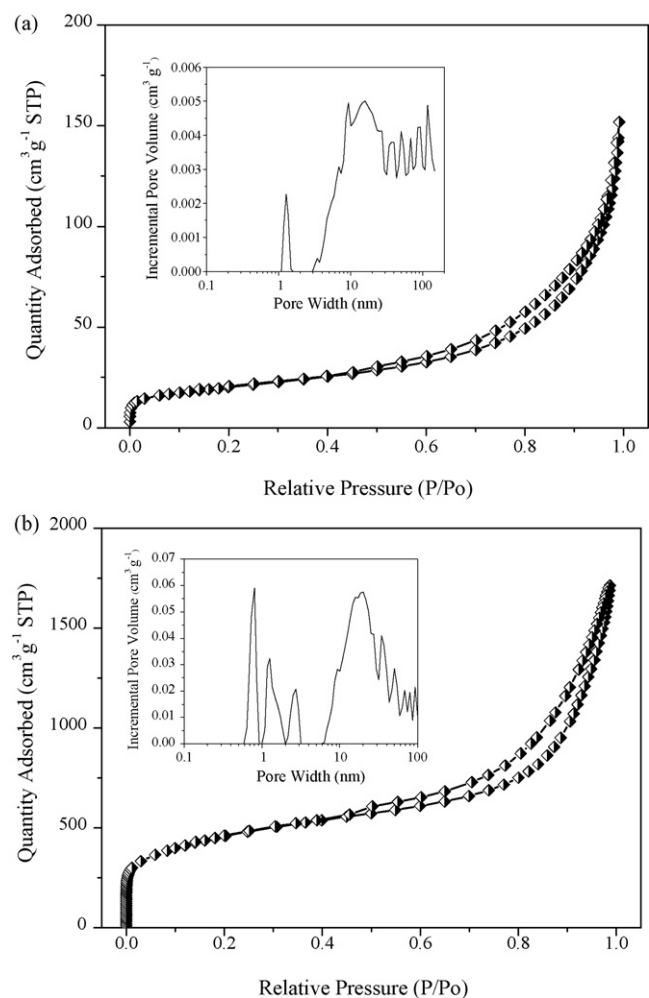 (a)
200
150
100
50
0
Quantity Adsorbed (cm³g⁻¹ STP)
0.006
0.005
0.004
0.003
0.002
0.001
0.000
Incremental Pore Volume (cm³ g⁻¹)
0.1 1 10 100
Pore Width (nm)
0.0 0.2 0.4 0.6 0.8 1.0
Relative Pressure (P/Po)
(b)
2000
1500
1000
500
0
Quantity Adsorbed (cm³g⁻¹ STP)
0.07
0.06
0.05
0.04
0.03
0.02
0.01
0.00
Incremental Pore Volume (cm³ g⁻¹)
0.1 1 10 100
Pore Width (nm)
0.0 0.2 0.4 0.6 0.8 1.0
Relative Pressure (P/Po)